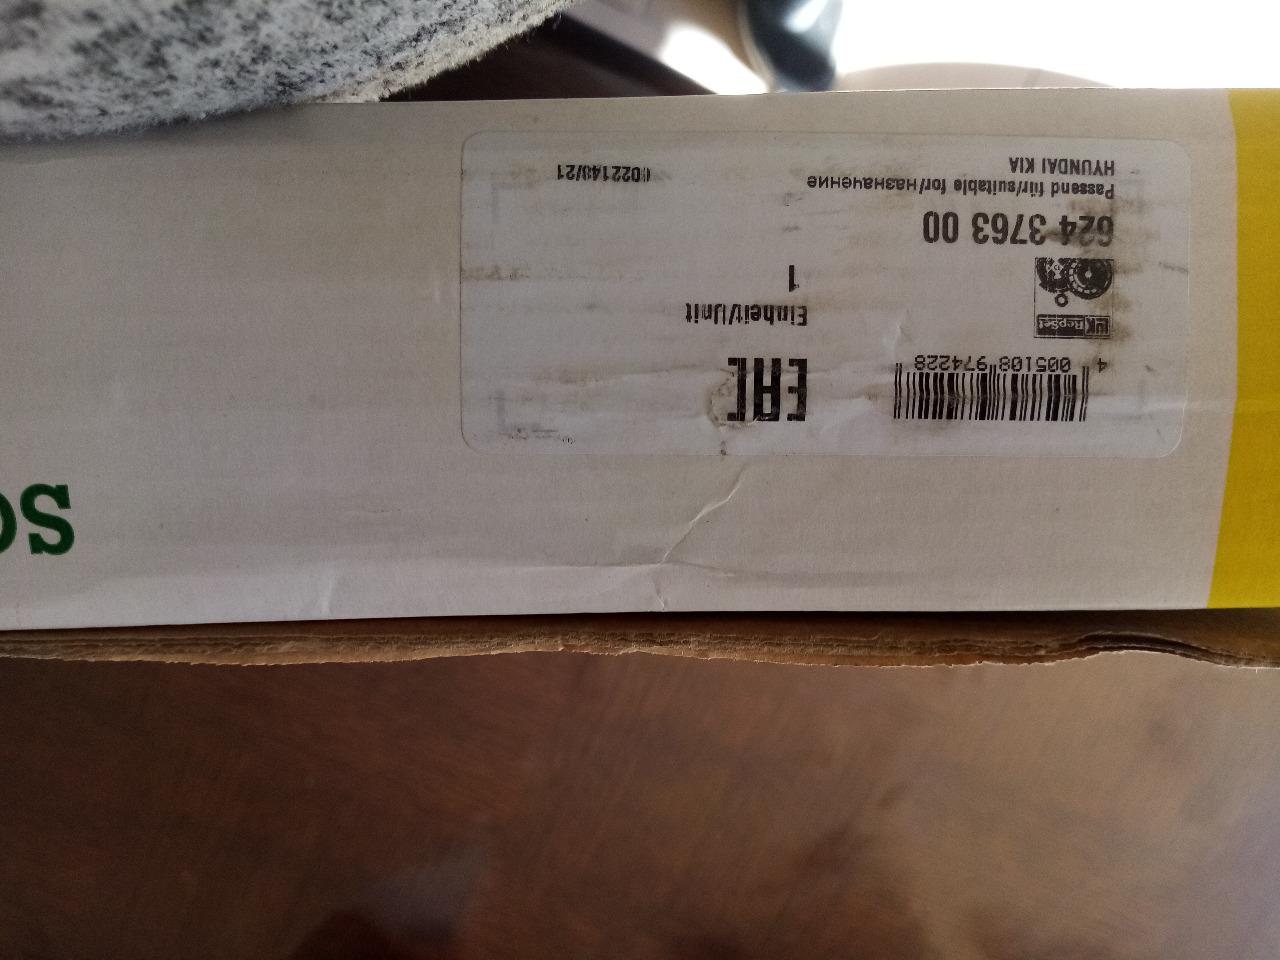 HYUNDAI KIA
Passend für/suitable for/назначение
624 3763 00
1
Einheit/Unit
LuK RepSet
EAC
4 005108 974228